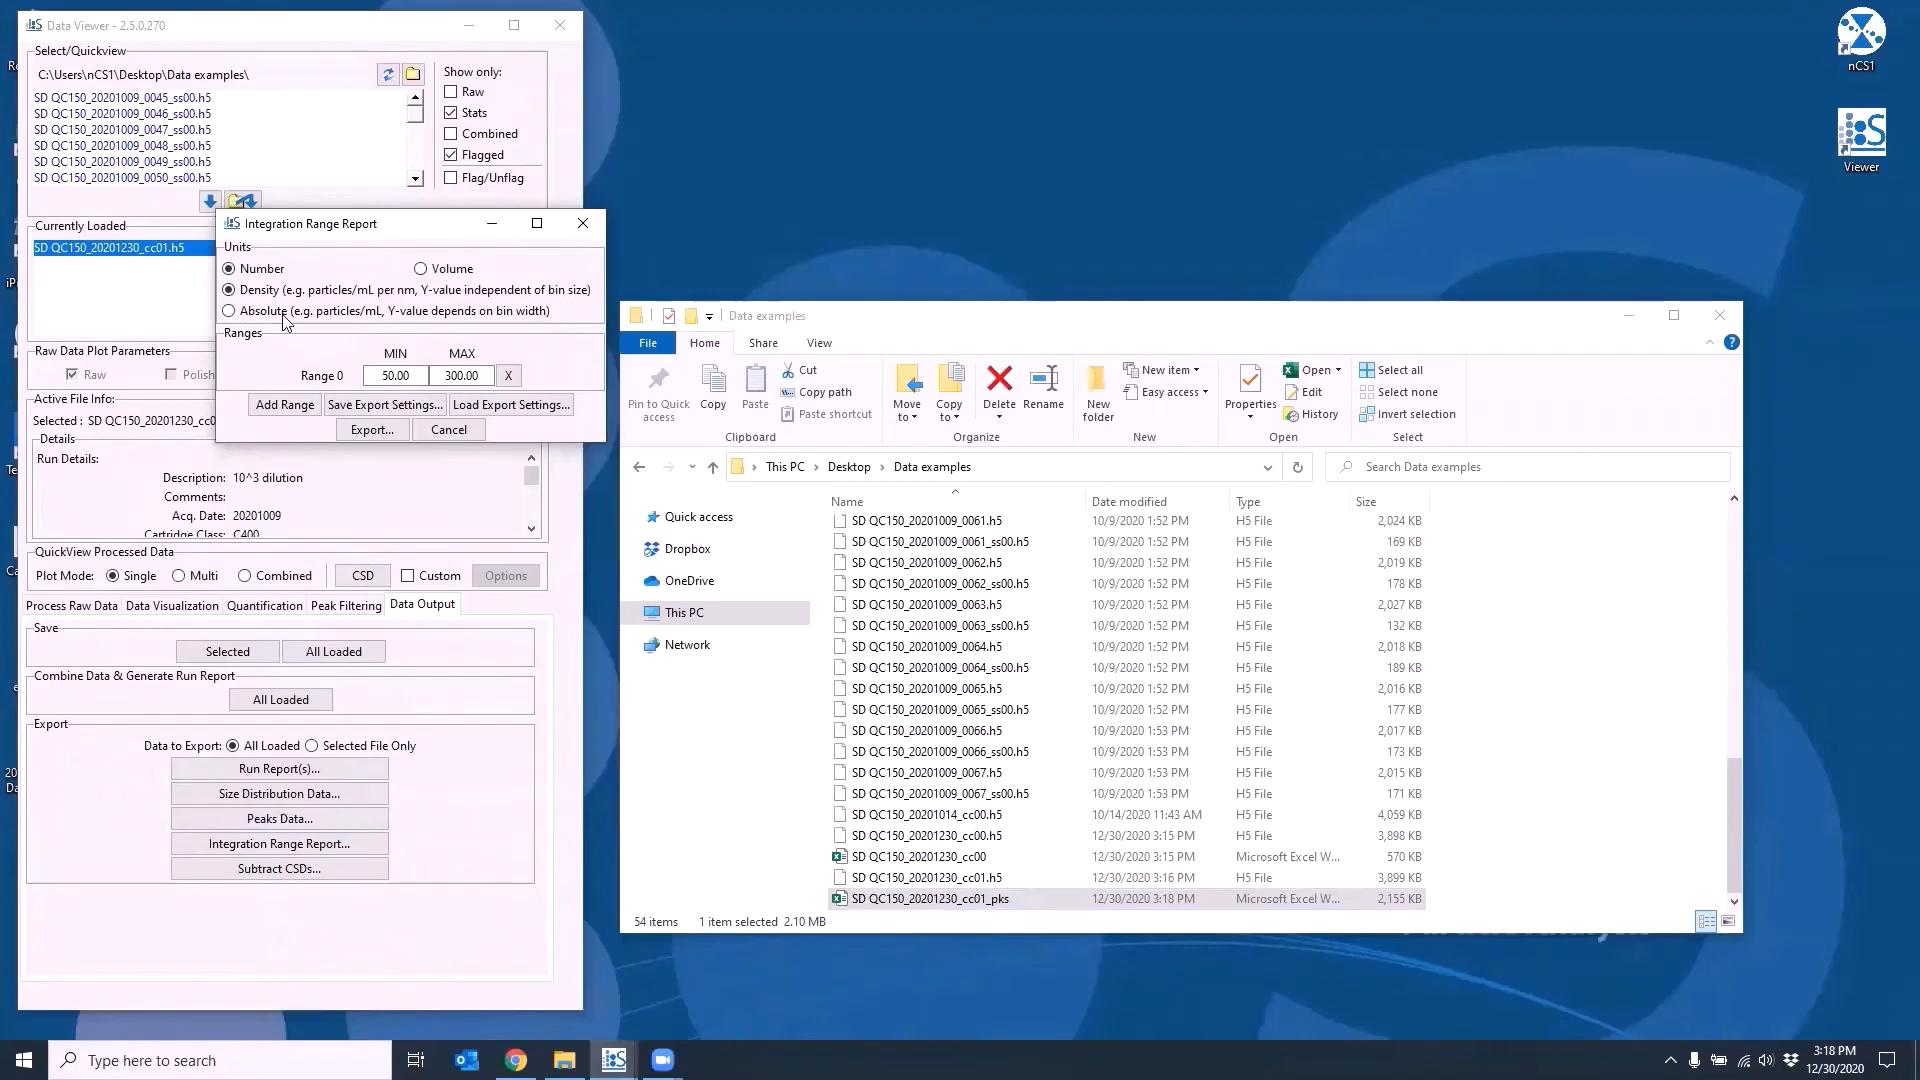 Data Viewer - 2.5.0.270
Select/Quickview
C:\Users\nCS1\Desktop\Data examples\
SD QC150_20201009_0045_ss00.h5
SD QC150_20201009_0046_ss00.h5
SD QC150_20201009_0047_ss00.h5
SD QC150_20201009_0048_ss00.h5
SD QC150_20201009_0049_ss00.h5
SD QC150_20201009_0050_ss00.h5
Show only:
Raw
Stats
Combined
Flagged
Flag/Unflag
Currently Loaded
SD QC150_20201230_cc01.h5
Raw Data Plot Parameters
Raw
Polish
Active File Info:
Selected : SD QC150_20201230_cc0
Details
Run Details:
Description: 10^3 dilution
Comments:
Acq. Date: 20201009
Cartridge Class: C400
QuickView Processed Data
Plot Mode: Single Multi Combined CSD Custom Options
Process Raw Data Data Visualization Quantification Peak Filtering Data Output
Save
Selected All Loaded
Combine Data & Generate Run Report
All Loaded
Export
Data to Export: All Loaded Selected File Only
Run Report(s)...
Size Distribution Data...
Peaks Data...
Integration Range Report...
Subtract CSDs...
Integration Range Report
Units
Number Volume
Density (e.g. particles/mL per nm, Y-value independent of bin size)
Absolute (e.g. particles/mL, Y-value depends on bin width)
Ranges
MIN MAX
Range 0 50.00 300.00 X
Add Range Save Export Settings... Load Export Settings...
Export... Cancel
Data examples
File Home Share View
Pin to Quick access
Copy
Paste
Cut
Copy path
Paste shortcut
Clipboard
Move to
Copy to
Delete
Rename
Organize
New folder
New item
Easy access
New
Properties
Open
Edit
History
Open
Select all
Select none
Invert selection
Select
This PC Desktop Data examples
Search Data examples
Quick access
Dropbox
OneDrive
This PC
Network
Name Date modified Type Size
SD QC150_20201009_0061.h5 10/9/2020 1:52 PM H5 File 2,024 KB
SD QC150_20201009_0061_ss00.h5 10/9/2020 1:52 PM H5 File 169 KB
SD QC150_20201009_0062.h5 10/9/2020 1:52 PM H5 File 2,019 KB
SD QC150_20201009_0062_ss00.h5 10/9/2020 1:52 PM H5 File 178 KB
SD QC150_20201009_0063.h5 10/9/2020 1:52 PM H5 File 2,027 KB
SD QC150_20201009_0063_ss00.h5 10/9/2020 1:52 PM H5 File 132 KB
SD QC150_20201009_0064.h5 10/9/2020 1:52 PM H5 File 2,018 KB
SD QC150_20201009_0064_ss00.h5 10/9/2020 1:52 PM H5 File 189 KB
SD QC150_20201009_0065.h5 10/9/2020 1:52 PM H5 File 2,016 KB
SD QC150_20201009_0065_ss00.h5 10/9/2020 1:52 PM H5 File 177 KB
SD QC150_20201009_0066.h5 10/9/2020 1:53 PM H5 File 2,017 KB
SD QC150_20201009_0066_ss00.h5 10/9/2020 1:53 PM H5 File 173 KB
SD QC150_20201009_0067.h5 10/9/2020 1:53 PM H5 File 2,015 KB
SD QC150_20201009_0067_ss00.h5 10/9/2020 1:53 PM H5 File 171 KB
SD QC150_20201014_cc00.h5 10/14/2020 11:43 AM H5 File 4,059 KB
SD QC150_20201230_cc00.h5 12/30/2020 3:15 PM H5 File 3,898 KB
SD QC150_20201230_cc00 12/30/2020 3:15 PM Microsoft Excel W... 570 KB
SD QC150_20201230_cc01.h5 12/30/2020 3:16 PM H5 File 3,899 KB
SD QC150_20201230_cc01_pks 12/30/2020 3:18 PM Microsoft Excel W... 2,155 KB
54 items 1 item selected 2.10 MB
nCS1
Viewer
Type here to search
3:18 PM
12/30/2020